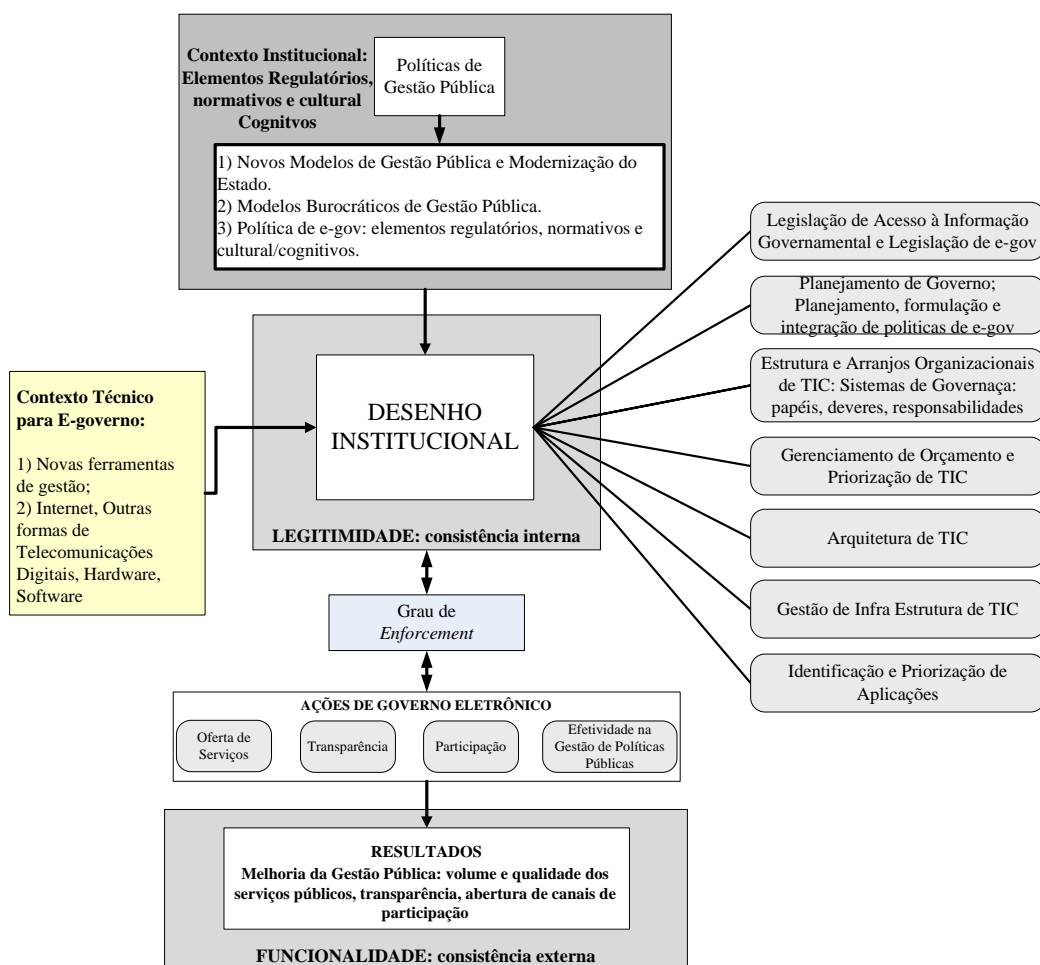 Contexto Institucional:
Elementos Regulatórios,
normativos e cultural
Cognitvos
Políticas de
Gestão Pública
1) Novos Modelos de Gestão Pública e Modernização do
Estado.
2) Modelos Burocráticos de Gestão Pública.
3) Política de e-gov: elementos regulatórios, normativos e
cultural/cognitivos.
Contexto Técnico
para E-governo:
1) Novas ferramentas
de gestão;
2) Internet, Outras
formas de
Telecomunicações
Digitais, Hardware,
Software
DESENHO
INSTITUCIONAL
LEGITIMIDADE: consistência interna
Legislação de Acesso à Informação
Governamental e Legislação de e-gov
Planejamento de Governo;
Planejamento, formulação e
integração de politicas de e-gov
Estrutura e Arranjos Organizacionais
de TIC: Sistemas de Governaça:
papéis, deveres, responsabilidades
Gerenciamento de Orçamento e
Priorização de TIC
Arquitetura de TIC
Gestão de Infra Estrutura de TIC
Identificação e Priorização de
Aplicações
Grau de
Enforcement
AÇÕES DE GOVERNO ELETRÔNICO
Oferta de
Serviços
Transparência
Participação
Efetividade na
Gestão de Políticas
Públicas
RESULTADOS
Melhoria da Gestão Pública: volume e qualidade dos
serviços públicos, transparência, abertura de canais de
participação
FUNCIONALIDADE: consistência externa